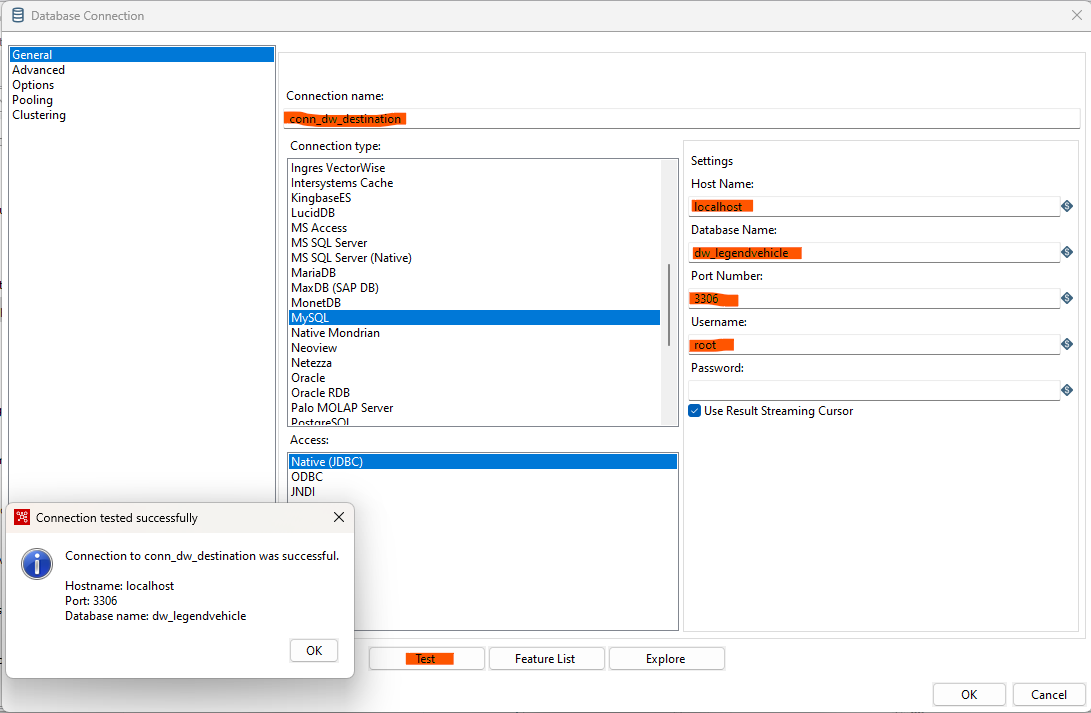 Database Connection
General
Advanced
Options
Pooling
Clustering
Connection name:
conn_dw_destination
Connection type:
Ingres VectorWise
Intersystems Cache
KingbaseES
LucidDB
MS Access
MS SQL Server
MS SQL Server (Native)
MariaDB
MaxDB (SAP DB)
MonetDB
MySQL
Native Mondrian
Neoview
Netezza
Oracle
Oracle RDB
Palo MOLAP Server
PostgreSQL
Access:
Native (JDBC)
ODBC
JNDI
Settings
Host Name:
localhost
Database Name:
dw_legendvehicle
Port Number:
3306
Username:
root
Password:
Use Result Streaming Cursor
Connection tested successfully
Connection to conn_dw_destination was successful.
Hostname: localhost
Port: 3306
Database name: dw_legendvehicle
OK
Test
Feature List
Explore
OK
Cancel